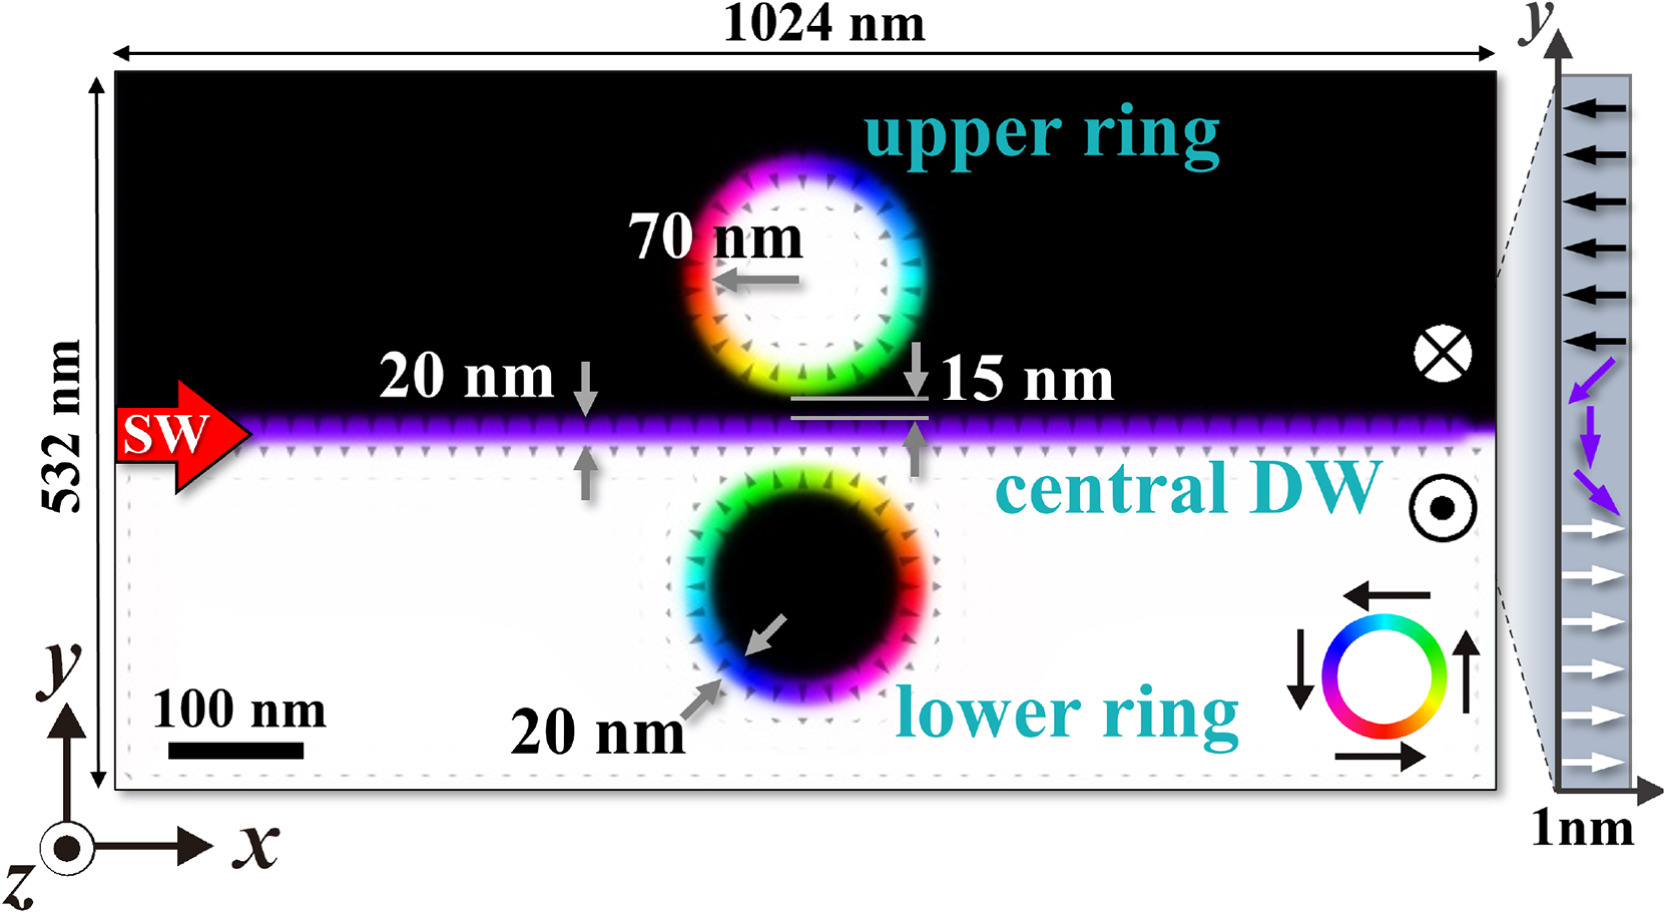 1024 nm
y
upper ring
70 nm
20 nm
15 nm
SW
532 nm
central DW
20 nm
lower ring
100 nm
y
x
z
1nm